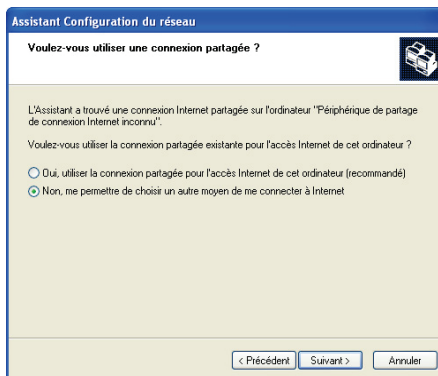 Assistant Configuration du réseau
Voulez-vous utiliser une connexion partagée ?
L'Assistant a trouvé une connexion Internet partagée sur l'ordinateur "Périphérique de partage
de connexion Internet inconnu".
Voulez-vous utiliser la connexion partagée existante pour l'accès Internet de cet ordinateur ?
Oui, utiliser la connexion partagée pour l'accès Internet de cet ordinateur (recommandé)
Non, me permettre de choisir un autre moyen de me connecter à Internet
< Précédent Suivant > Annuler